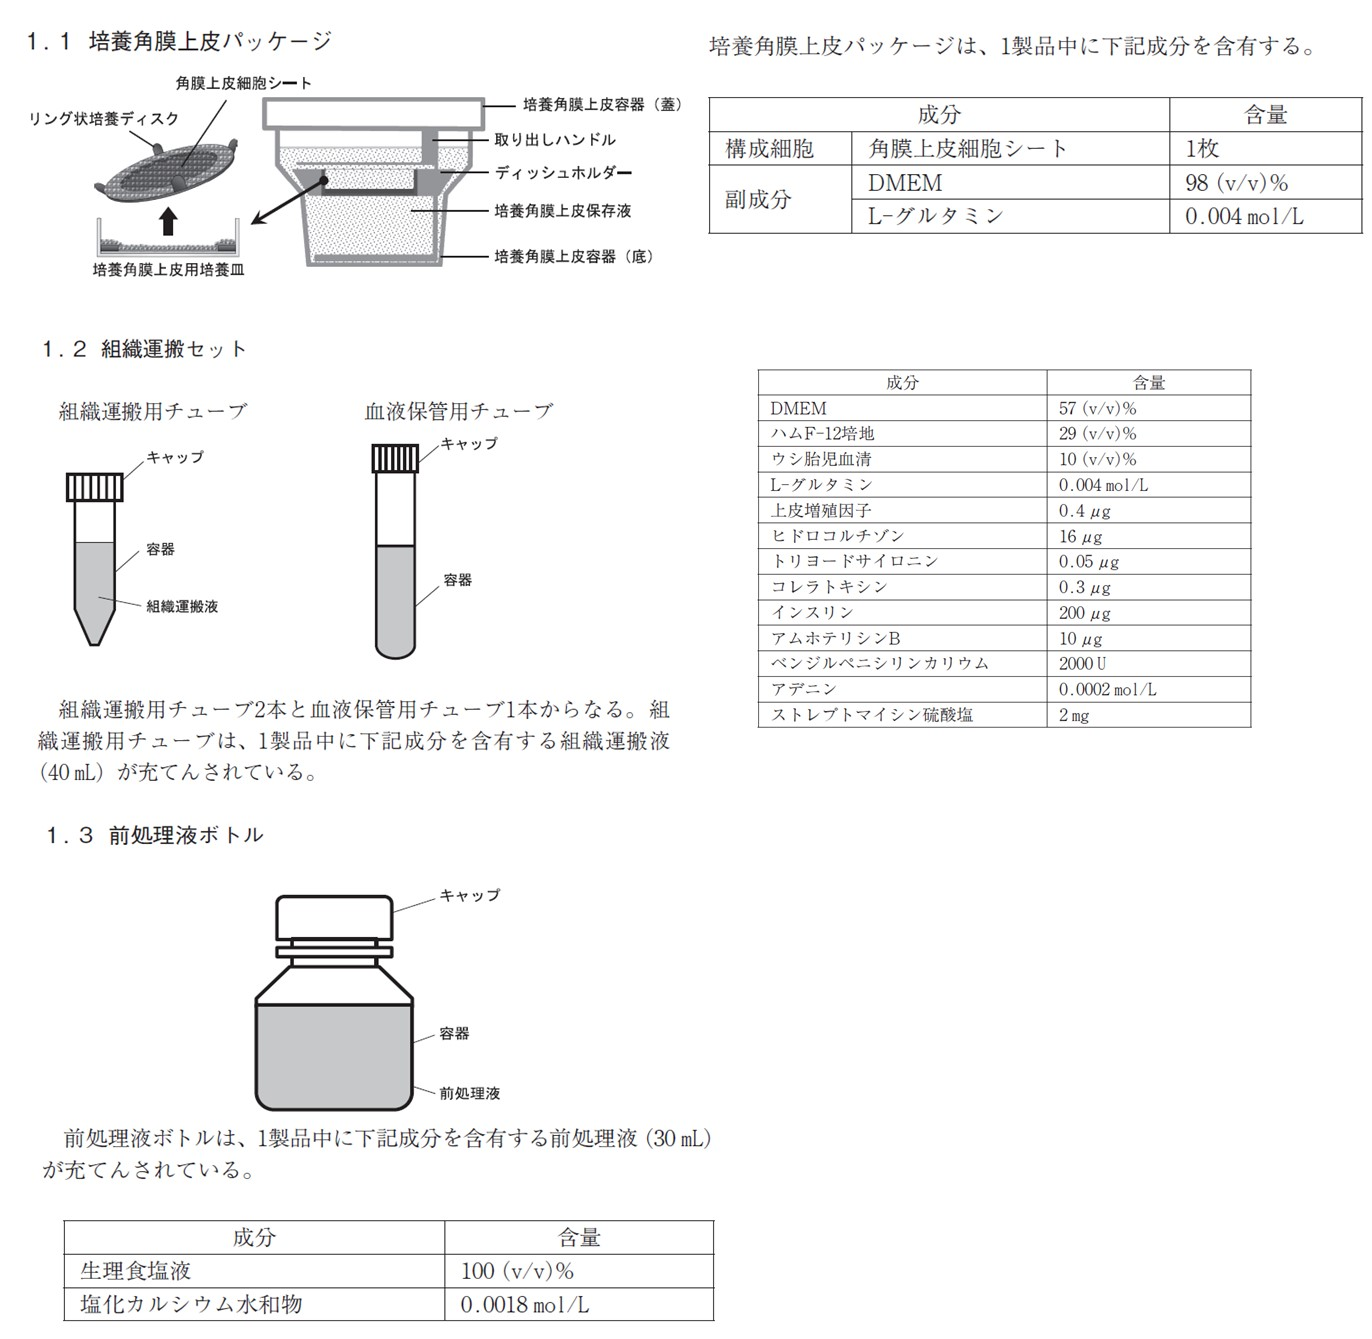 1.1 培養角膜上皮パッケージ
角膜上皮細胞シート
リング状培養ディスク
培養角膜上皮用培養皿
培養角膜上皮容器（蓋）
取り出しハンドル
ディッシュホルダー
培養角膜上皮保存液
培養角膜上皮容器（底）
培養角膜上皮パッケージは、1製品中に下記成分を含有する。
成分 含量
構成細胞 角膜上皮細胞シート 1枚
副成分 DMEM 98 (v/v)%
L-グルタミン 0.004 mol/L
1.2 組織運搬セット
組織運搬用チューブ
キャップ
容器
組織運搬液
血液保管用チューブ
キャップ
容器
組織運搬用チューブ2本と血液保管用チューブ1本からなる。組
織運搬用チューブは、1製品中に下記成分を含有する組織運搬液
（40 mL）が充てんされている。
成分 含量
DMEM 57 (v/v)%
ハムF-12培地 29 (v/v)%
ウシ胎児血清 10 (v/v)%
L-グルタミン 0.004 mol/L
上皮増殖因子 0.4 μg
ヒドロコルチゾン 16 μg
トリヨードサイロニン 0.05 μg
コレラトキシン 0.3 μg
インスリン 200 μg
アムホテリシンB 10 μg
ベンジルペニシリンカリウム 2000 U
アデニン 0.0002 mol/L
ストレプトマイシン硫酸塩 2 mg
1.3 前処理液ボトル
キャップ
容器
前処理液
前処理液ボトルは、1製品中に下記成分を含有する前処理液（30 mL）
が充てんされている。
成分 含量
生理食塩液 100 (v/v)%
塩化カルシウム水和物 0.0018 mol/L